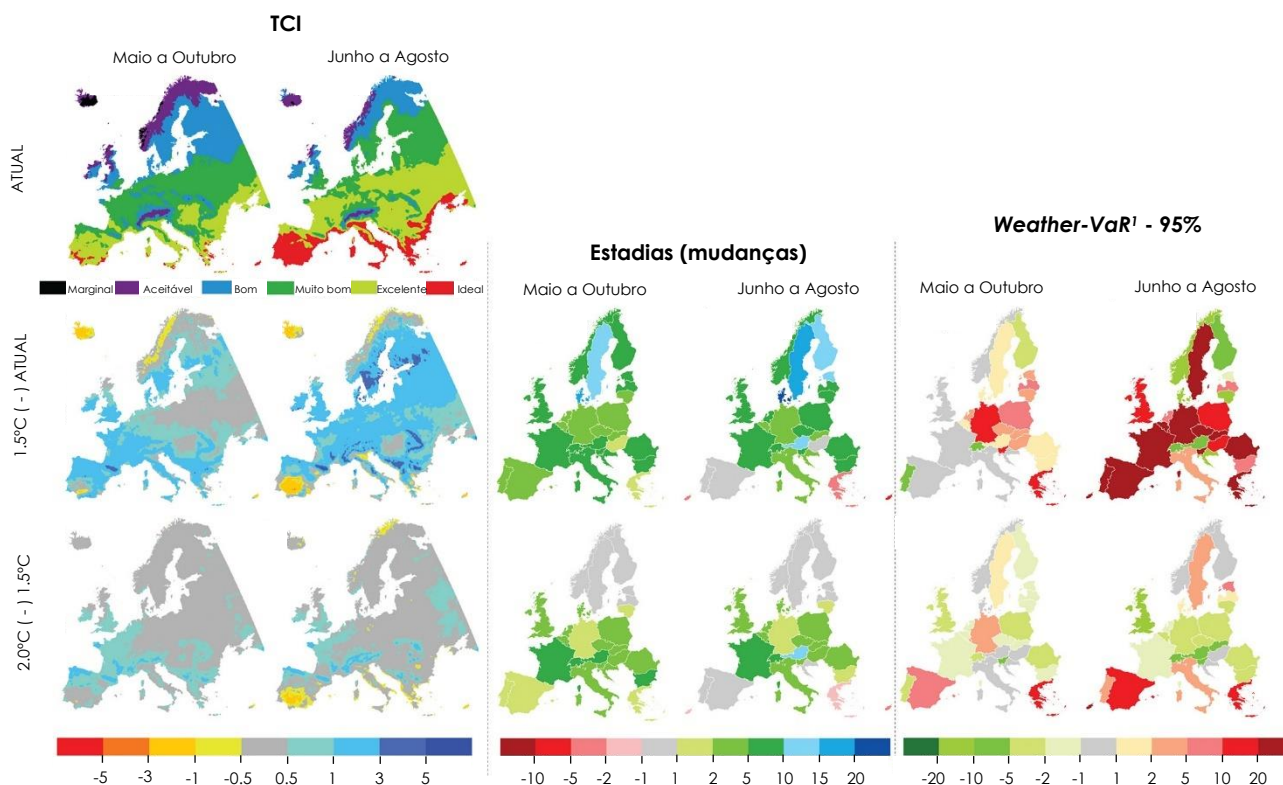 TCI
Maio a Outubro Junho a Agosto
ATUAL
Marginal Aceitável Bom Muito bom Excelente Ideal
Estadias (mudanças)
Maio a Outubro Junho a Agosto
Weather-VaR¹ - 95%
Maio a Outubro Junho a Agosto
1.5ºC ( - ) ATUAL
2.0ºC ( - ) 1.5ºC
-5 -3 -1 -0.5 0.5 1 3 5
-10 -5 -2 -1 1 2 5 10 15 20
-20 -10 -5 -2 -1 1 2 5 10 20